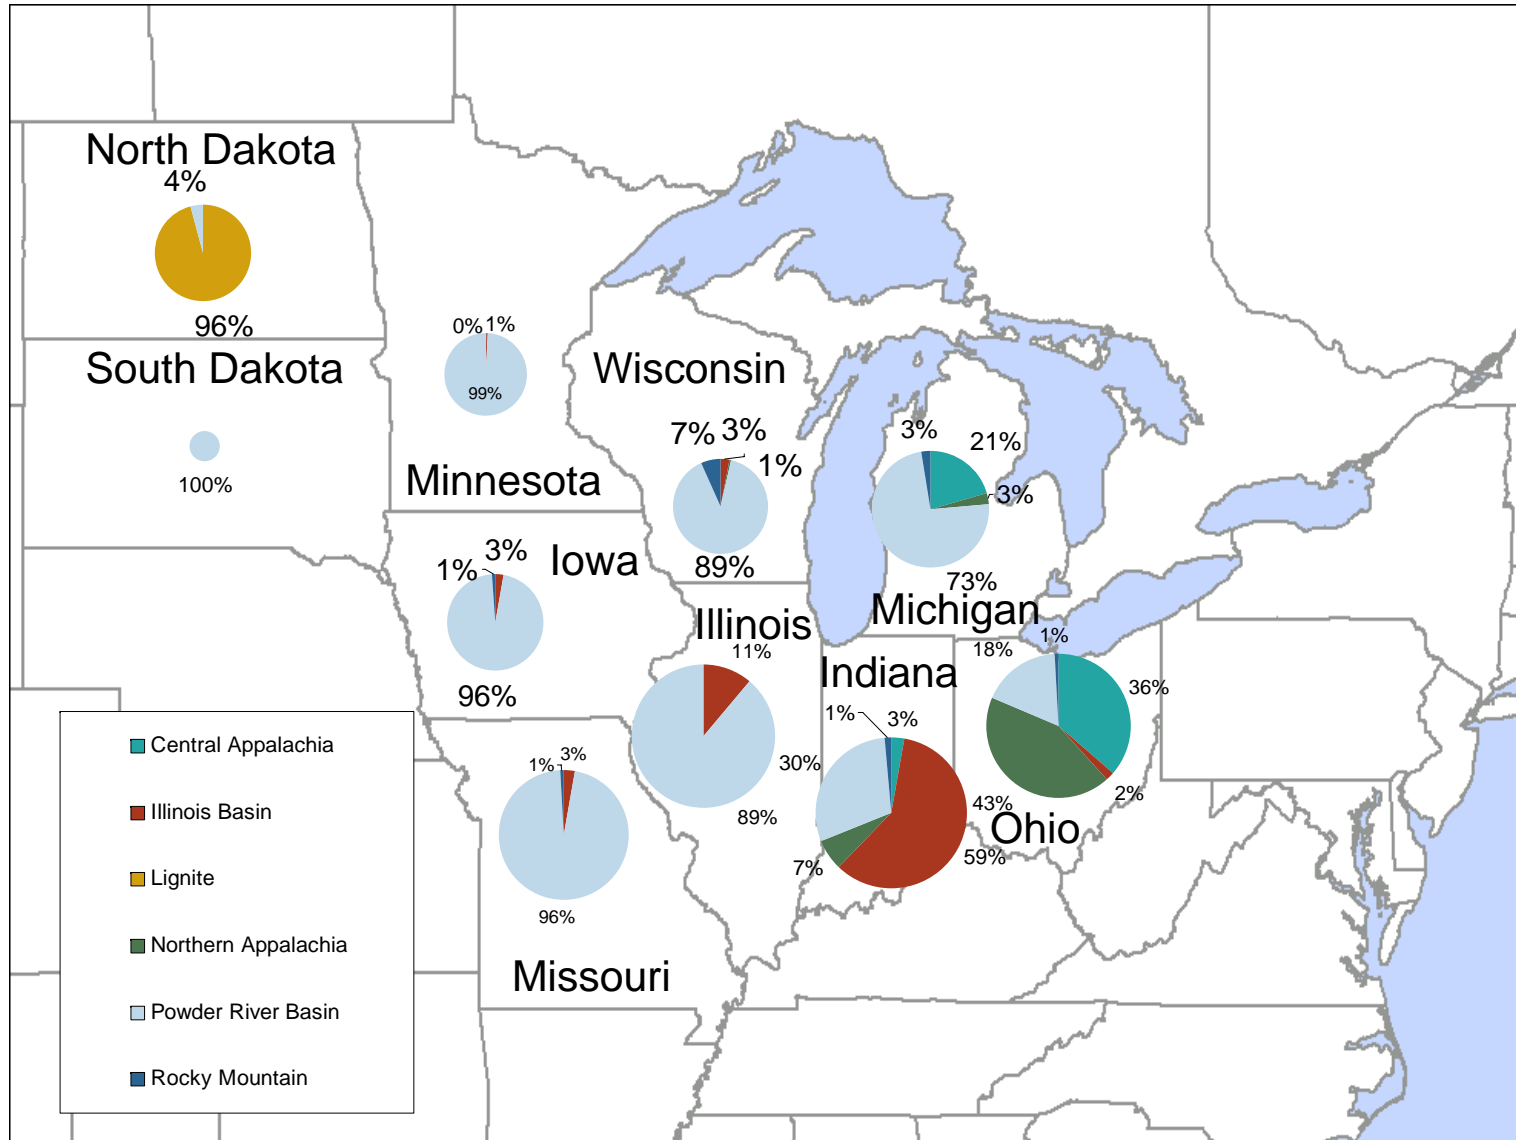 North Dakota
4%
96%
South Dakota
100%
0% 1%
99%
Minnesota
Wisconsin
7% 3%
1%
89%
3% 21%
3%
73%
Michigan
1% 3%
Iowa
96%
Illinois
11%
89%
Indiana
1% 3%
30%
59%
7%
18% 1%
36%
2%
43%
Ohio
1% 3%
96%
Missouri
Central Appalachia
Illinois Basin
Lignite
Northern Appalachia
Powder River Basin
Rocky Mountain